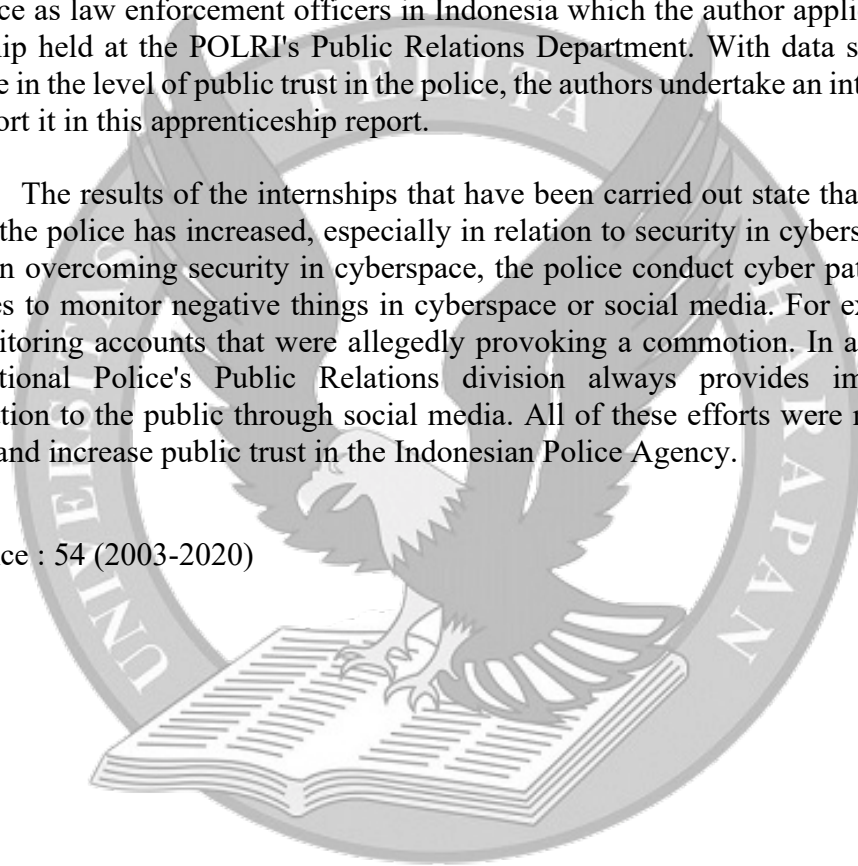 ce as law enforcement officers in Indonesia which the author appli
ip held at the POLRI's Public Relations Department. With data s
e in the level of public trust in the police, the authors undertake an int
ort it in this apprenticeship report.
The results of the internships that have been carried out state tha
the police has increased, especially in relation to security in cybers
n overcoming security in cyberspace, the police conduct cyber pat
es to monitor negative things in cyberspace or social media. For ex
itoring accounts that were allegedly provoking a commotion. In a
tional Police's Public Relations division always provides im
tion to the public through social media. All of these efforts were
and increase public trust in the Indonesian Police Agency.
ce : 54 (2003-2020)
UNIVERSITAS PELITA HARAPAN